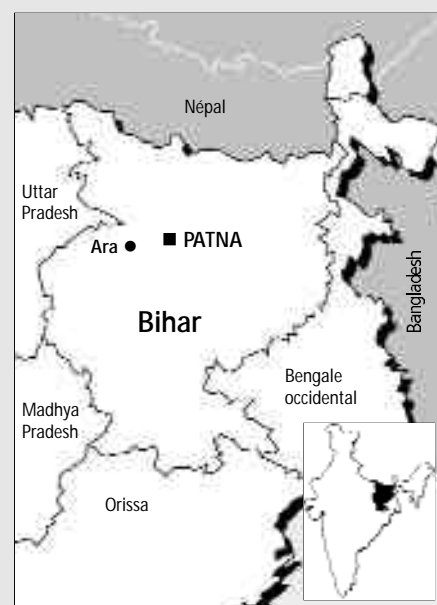 Népal
Uttar
Pradesh
Ara
PATNA
Bangladesh
Bihar
Bengale
occidental
Madhya
Pradesh
Orissa